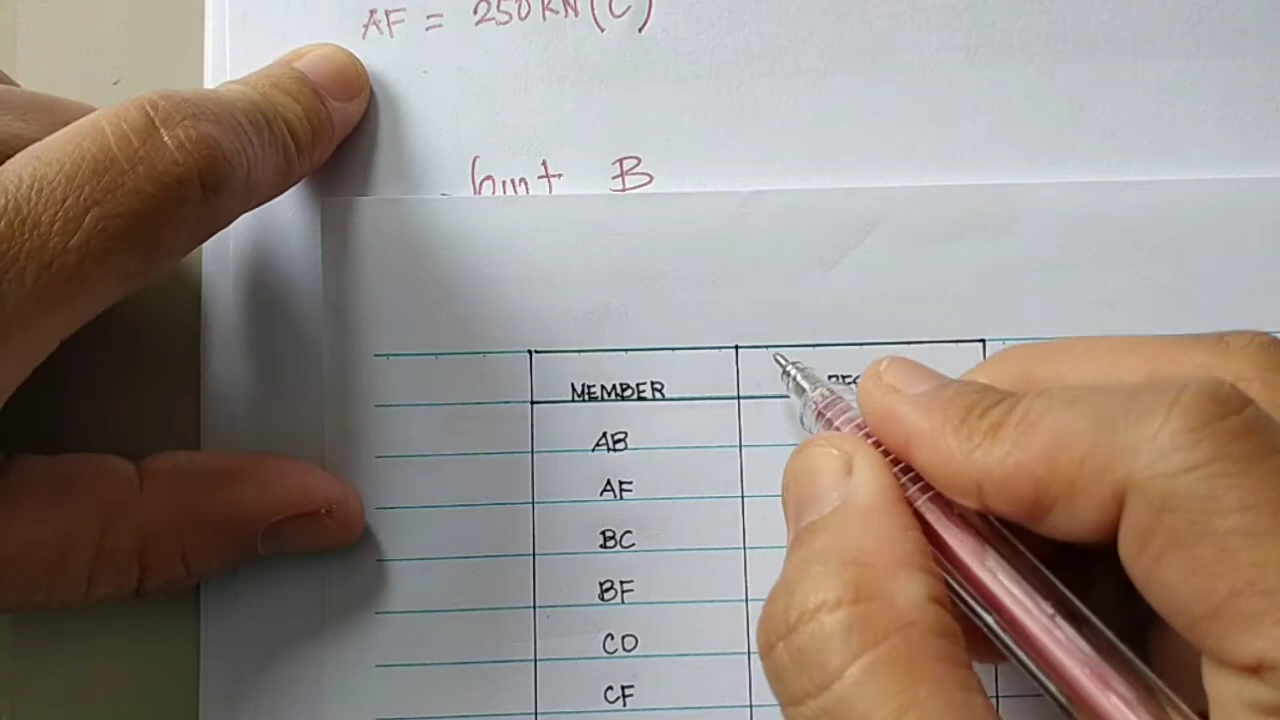 AF = 250 KN (C)
B
MEMBER
AB
AF
BC
BF
CD
CF